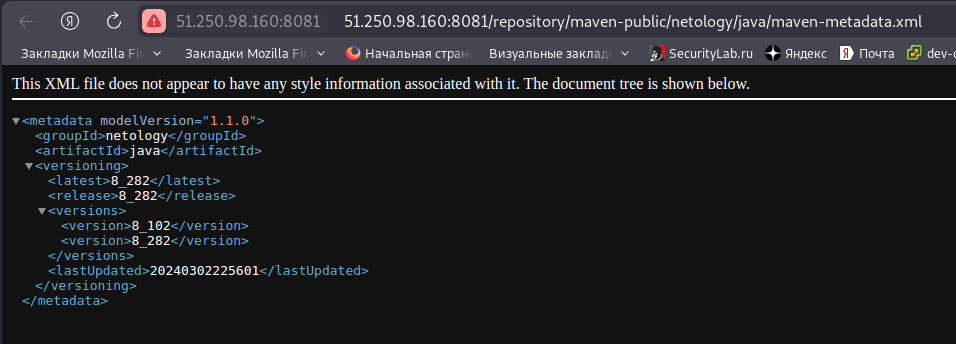 51.250.98.160:8081 51.250.98.160:8081/repository/maven-public/netology/java/maven-metadata.xml
Закладки Mozilla Fir Закладки Mozilla Fir Начальная стран Визуальные заклад SecurityLab.ru Яндекс Почта dev-o
This XML file does not appear to have any style information associated with it. The document tree is shown below.
<metadata modelVersion="1.1.0">
<groupId>netology</groupId>
<artifactId>java</artifactId>
<versioning>
<latest>8_282</latest>
<release>8_282</release>
<versions>
<version>8_102</version>
<version>8_282</version>
</versions>
<lastUpdated>20240302225601</lastUpdated>
</versioning>
</metadata>